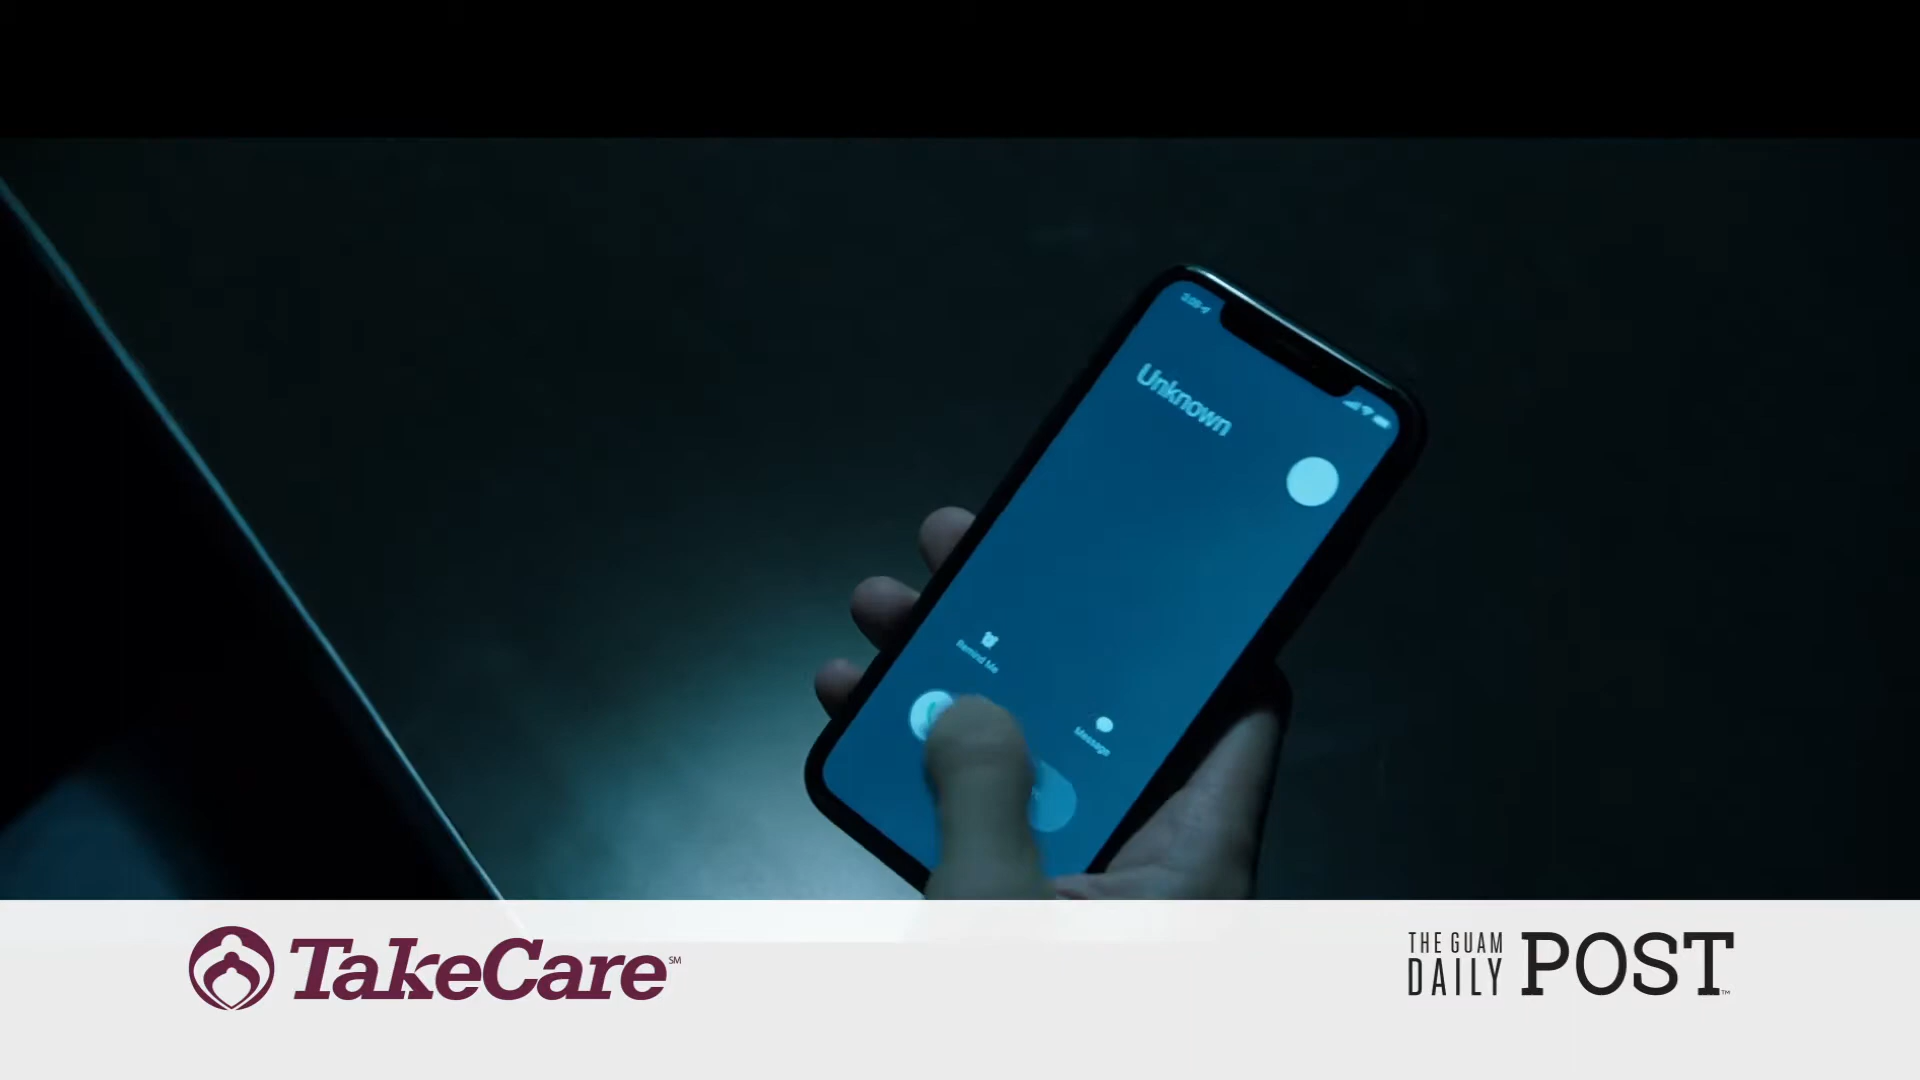 Unknown
Remind Me
Message
TakeCare℠
THE GUAM
DAILY POST™